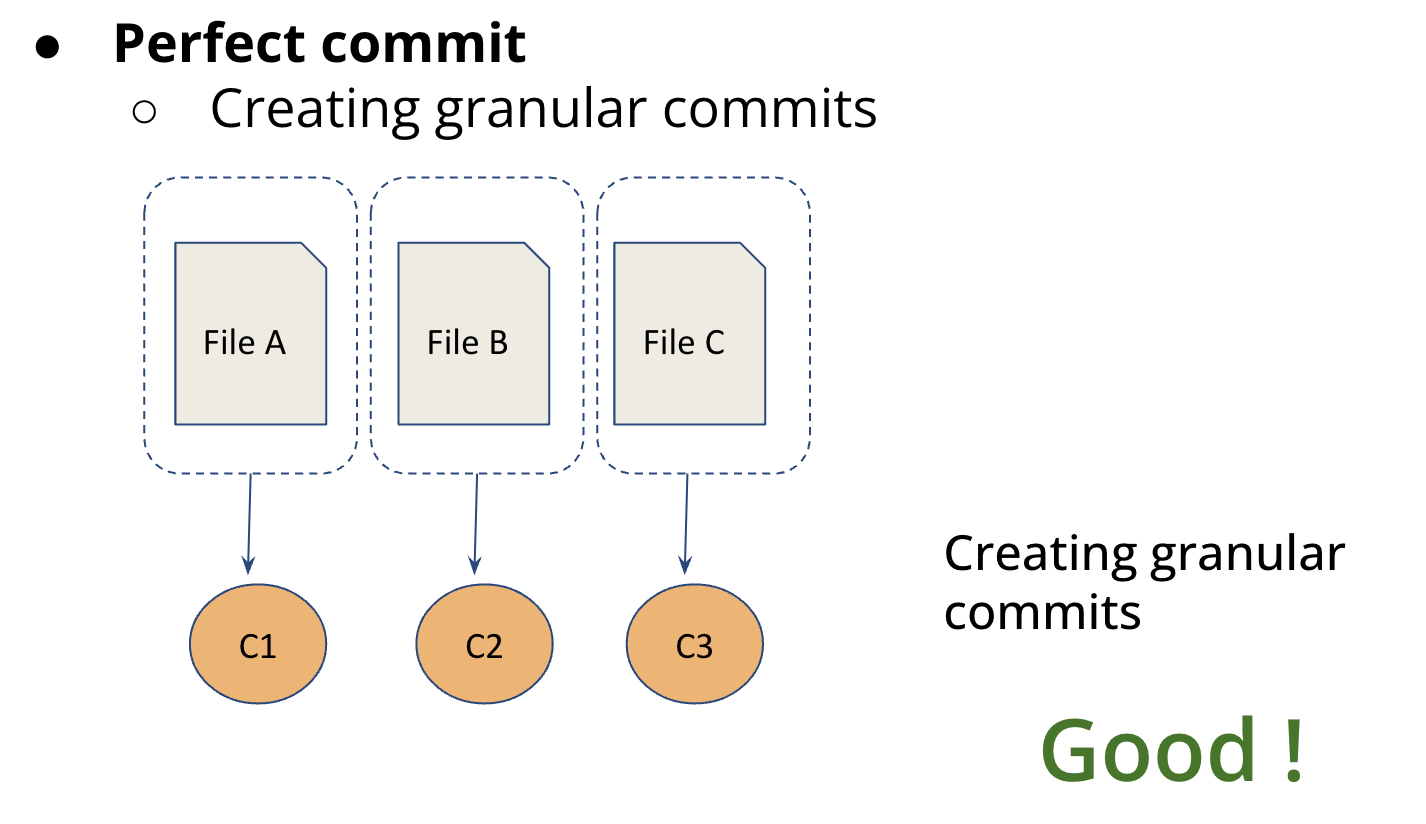 ● Perfect commit
○ Creating granular commits
File A
File B
File C
C1
C2
C3
Creating granular
commits
Good !